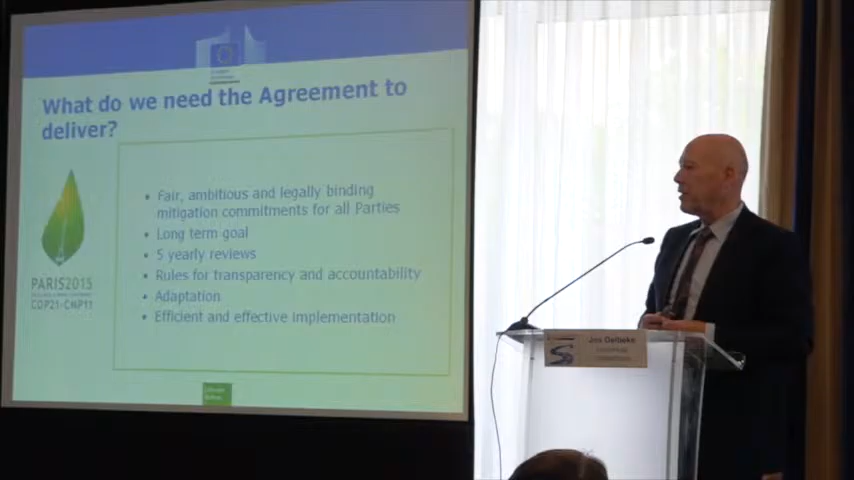 What do we need the Agreement to
deliver?
• Fair, ambitious and legally binding
mitigation commitments for all Parties
• Long term goal
• 5 yearly reviews
• Rules for transparency and accountability
• Adaptation
• Efficient and effective implementation
PARIS2015
COP21-CMP11
Jos Delbeke